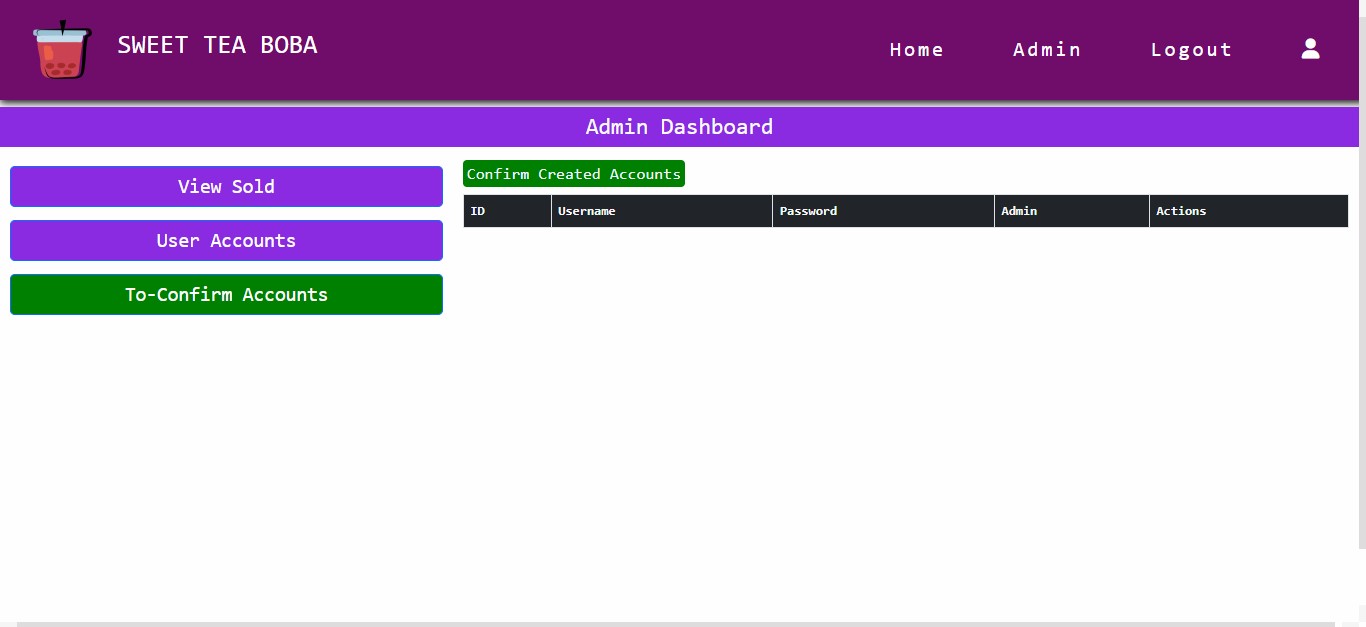 SWEET TEA BOBA
Home Admin Logout
Admin Dashboard
View Sold
User Accounts
To-Confirm Accounts
Confirm Created Accounts
ID Username Password Admin Actions